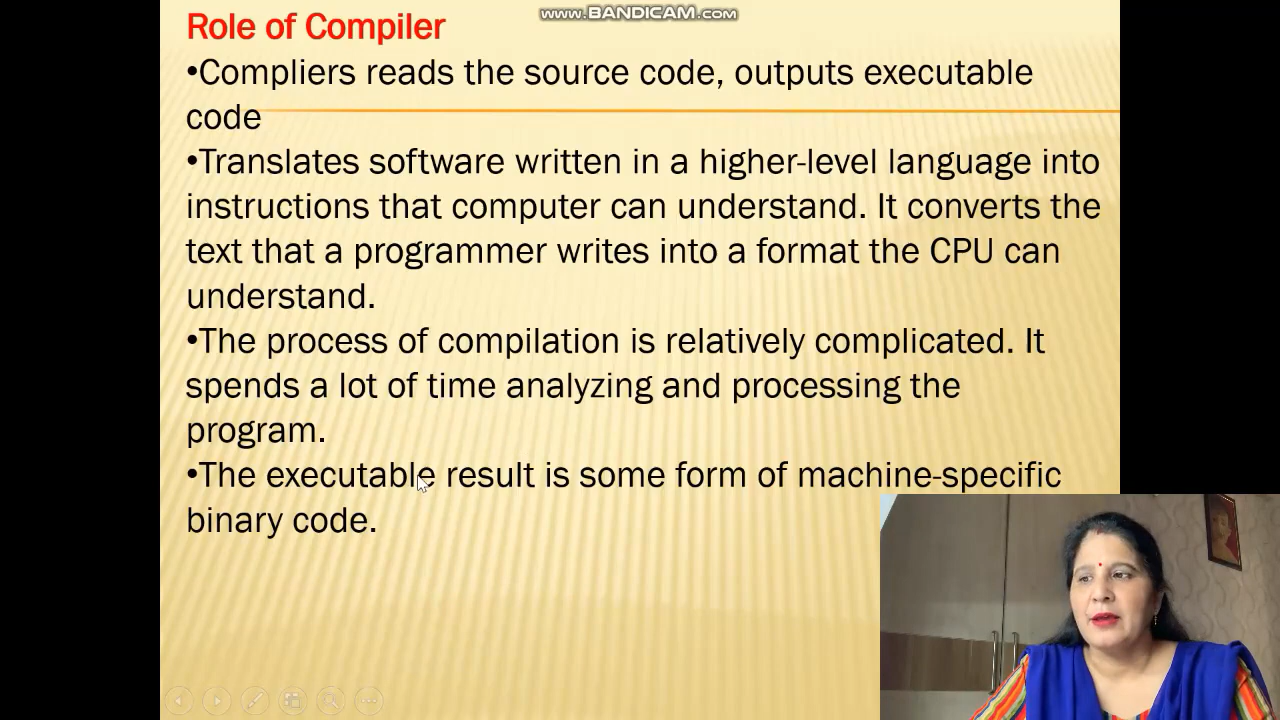 www.BANDICAM.com
Role of Compiler
•Compliers reads the source code, outputs executable
code
•Translates software written in a higher-level language into
instructions that computer can understand. It converts the
text that a programmer writes into a format the CPU can
understand.
•The process of compilation is relatively complicated. It
spends a lot of time analyzing and processing the
program.
•The executable result is some form of machine-specific
binary code.